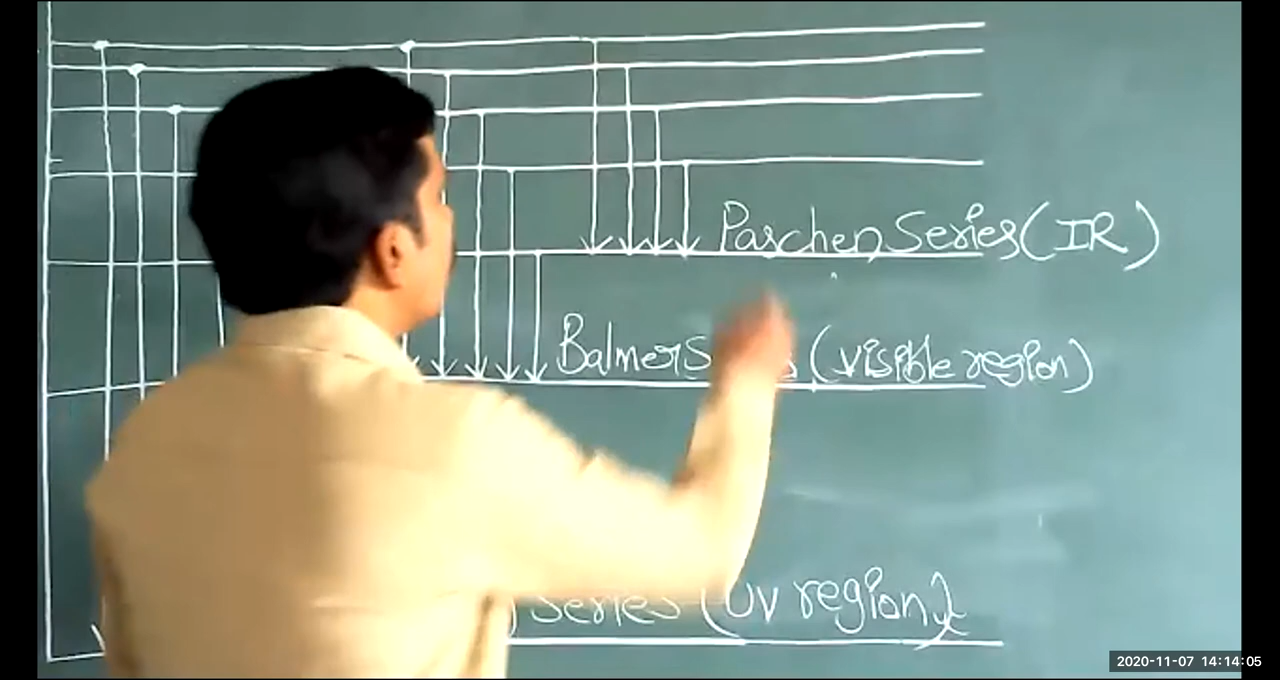 Paschen Series (IR)
Balmer (visible region)
Series (UV region)
2020-11-07 14:14:05